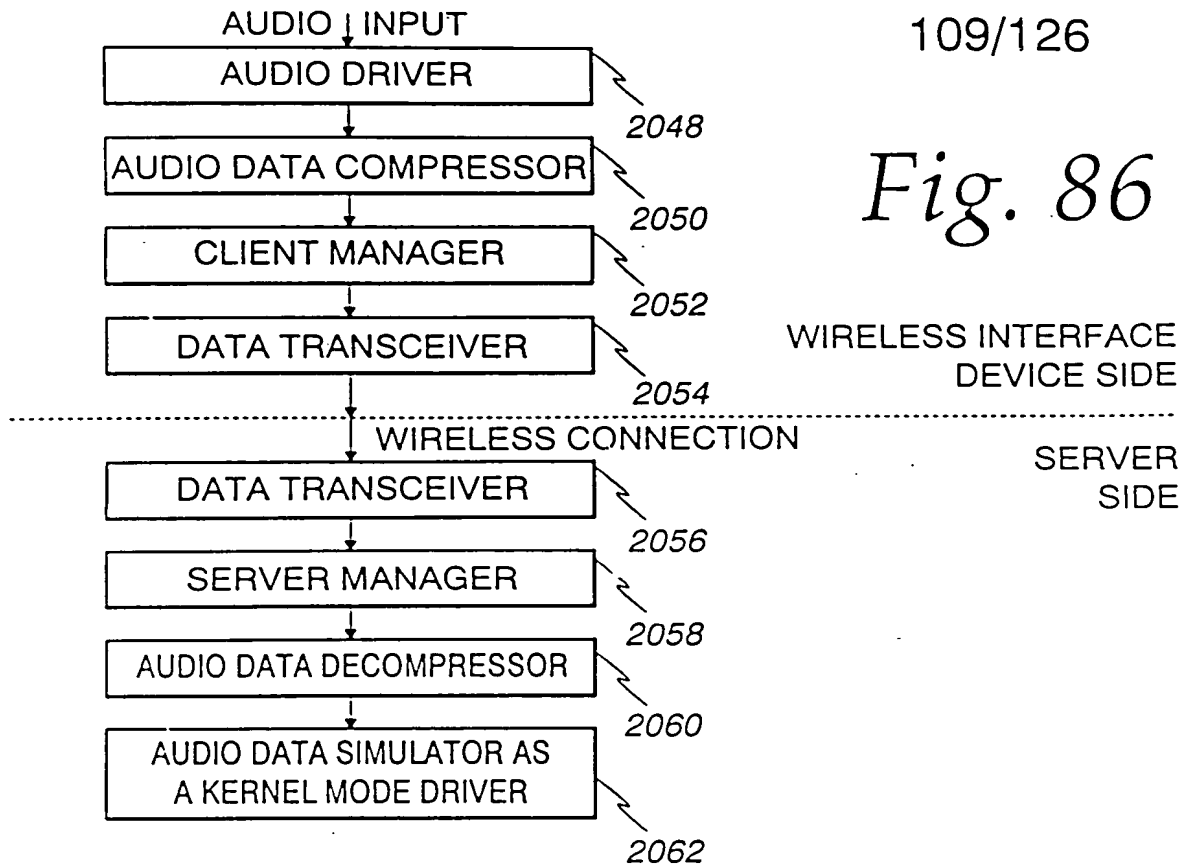 109/126
Fig. 86
AUDIO INPUT
AUDIO DRIVER
2048
AUDIO DATA COMPRESSOR
2050
CLIENT MANAGER
2052
DATA TRANSCEIVER
2054
WIRELESS INTERFACE
DEVICE SIDE
WIRELESS CONNECTION
SERVER
SIDE
DATA TRANSCEIVER
2056
SERVER MANAGER
2058
AUDIO DATA DECOMPRESSOR
2060
AUDIO DATA SIMULATOR AS
A KERNEL MODE DRIVER
2062